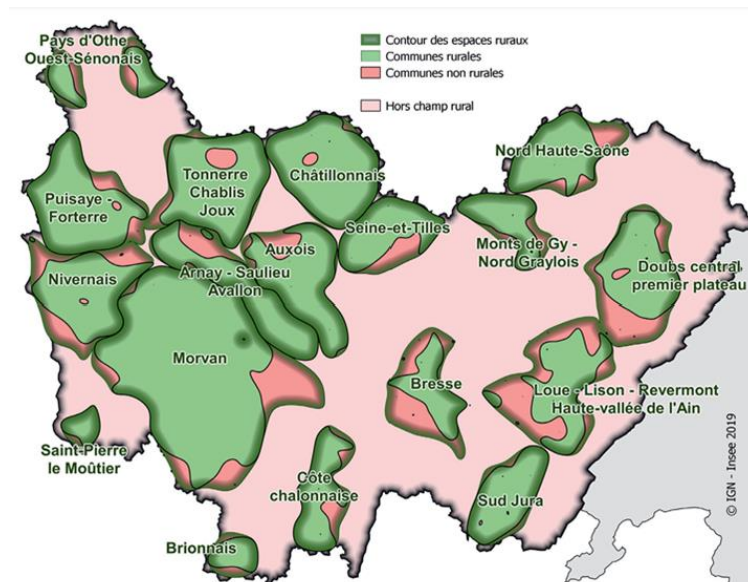 Pays d'Othe
Ouest-Sénonais
Contour des espaces ruraux
Communes rurales
Communes non rurales
Hors champ rural
Nord Haute-Saône
Tonnerre
Chablis
Joux
Châtillonnais
Puisaye -
Forterre
Seine-et-Tilles
Auxois
Monts de Gy -
Nord Graylois
Nivernais
Arnay - Saulieu
Avallon
Doubs central
premier plateau
Morvan
Bresse
Loue - Lison - Revermont
Haute-vallée de l'Ain
Saint-Pierre
le Moûtier
Côte
chalonnaise
Sud Jura
Brionnais
© IGN - Insee 2019